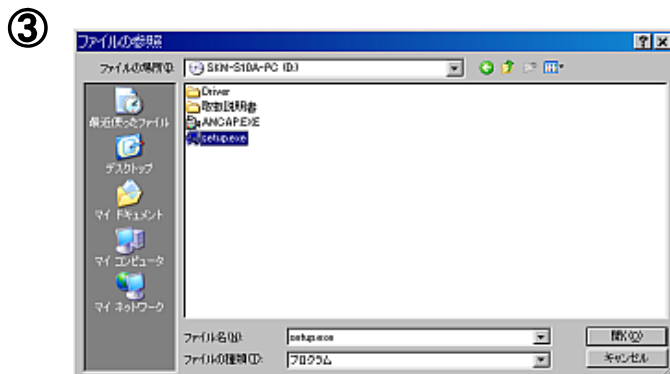 ③
ファイルの参照
ファイルの場所(I):
SKM-S10A-PC (D:)
Driver
取扱説明書
ANCAP.EXE
setup.exe
最近使ったファイル
デスクトップ
マイ ドキュメント
マイ コンピュータ
マイ ネットワーク
ファイル名(N):
setup.exe
開く(O)
ファイルの種類(T):
プログラム
キャンセル